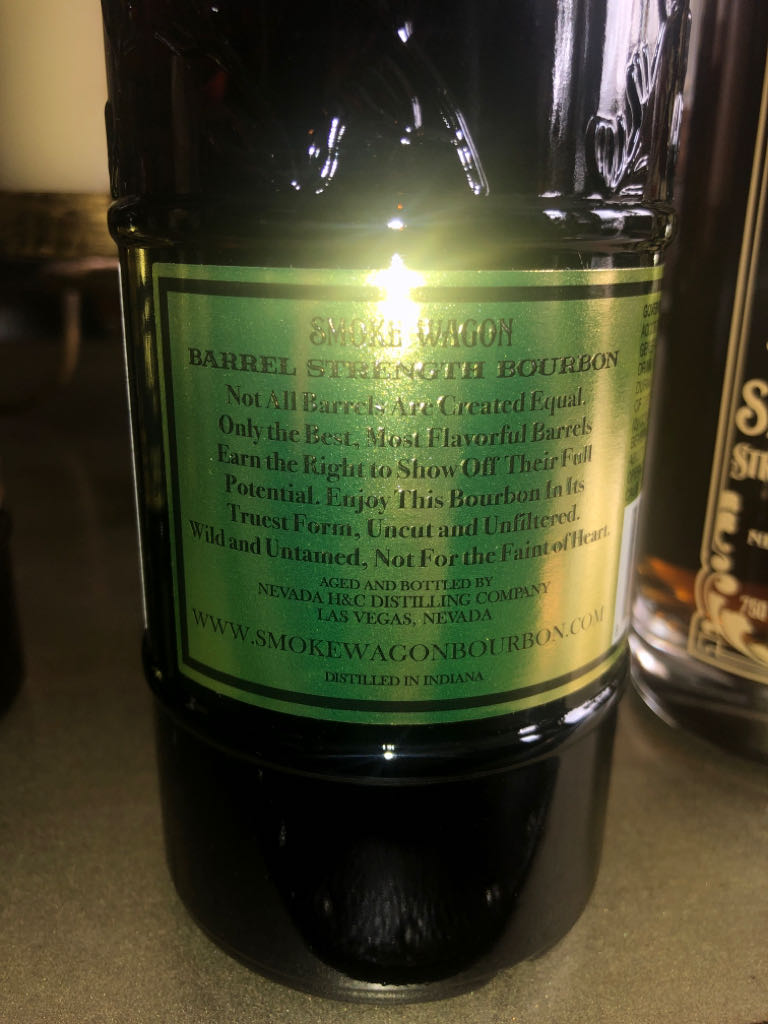 SMOKE WAGON
BARREL STRENGTH BOURBON
Not All Barrels Are Created Equal.
Only the Best, Most Flavorful Barrels
Earn the Right to Show Off Their Full
Potential. Enjoy This Bourbon In Its
Truest Form, Uncut and Unfiltered.
Wild and Untamed, Not For the Faint of Heart.
AGED AND BOTTLED BY
NEVADA H&C DISTILLING COMPANY
LAS VEGAS, NEVADA
WWW.SMOKEWAGONBOURBON.COM
DISTILLED IN INDIANA